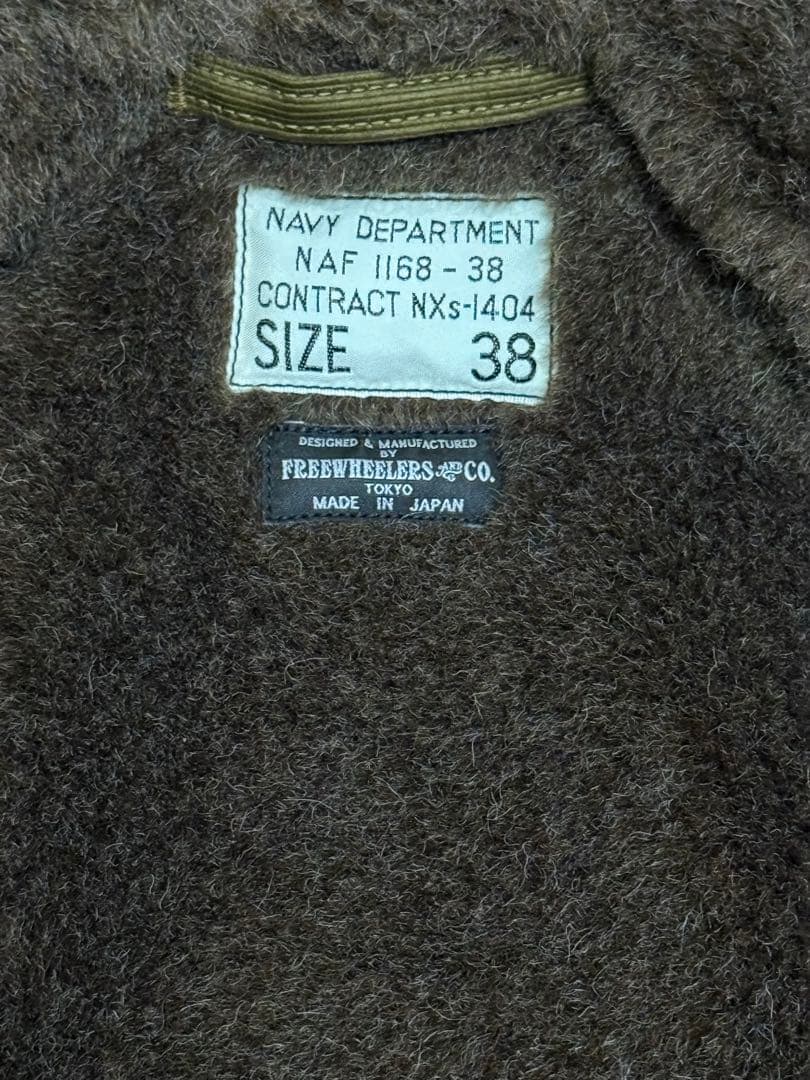 NAVY DEPARTMENT
NAF 1168 - 38
CONTRACT NXs-1404
SIZE 38
DESIGNED & MANUFACTURED
BY
FREEWHEELERS AND CO.
TOKYO
MADE IN JAPAN